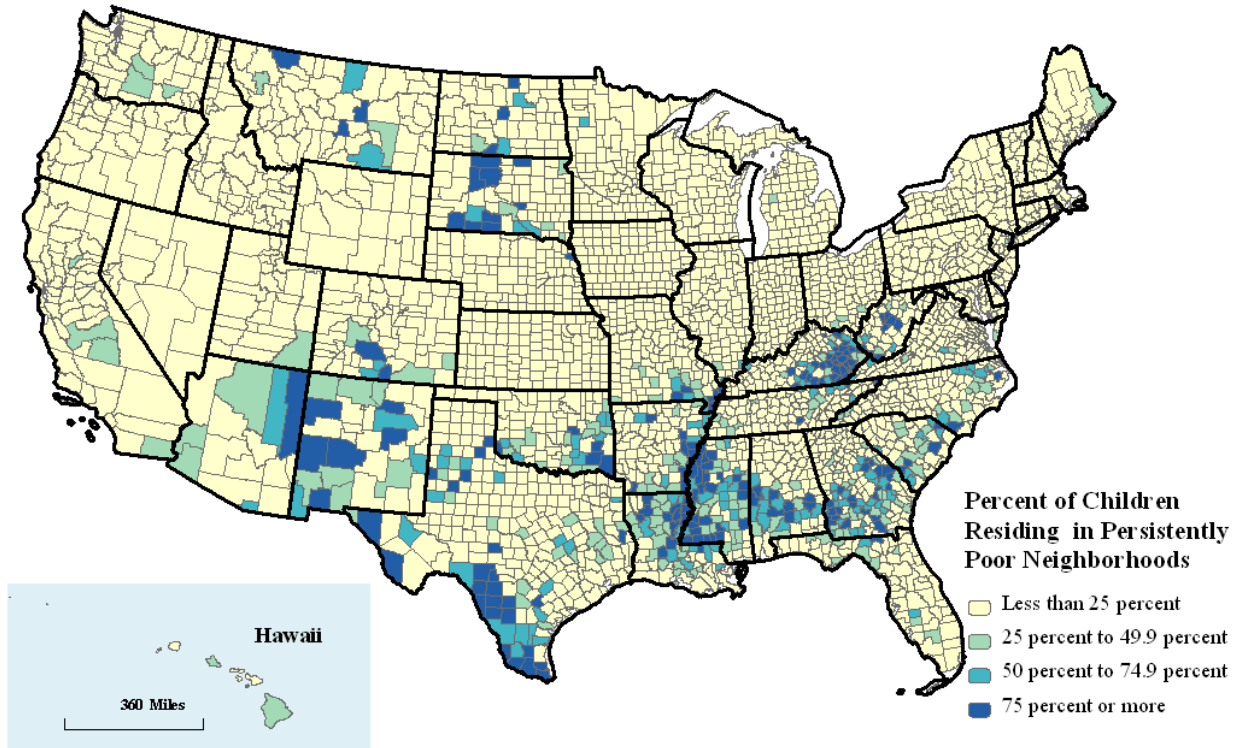 Percent of Children
Residing in Persistently
Poor Neighborhoods
Less than 25 percent
25 percent to 49.9 percent
50 percent to 74.9 percent
75 percent or more
Hawaii
360 Miles